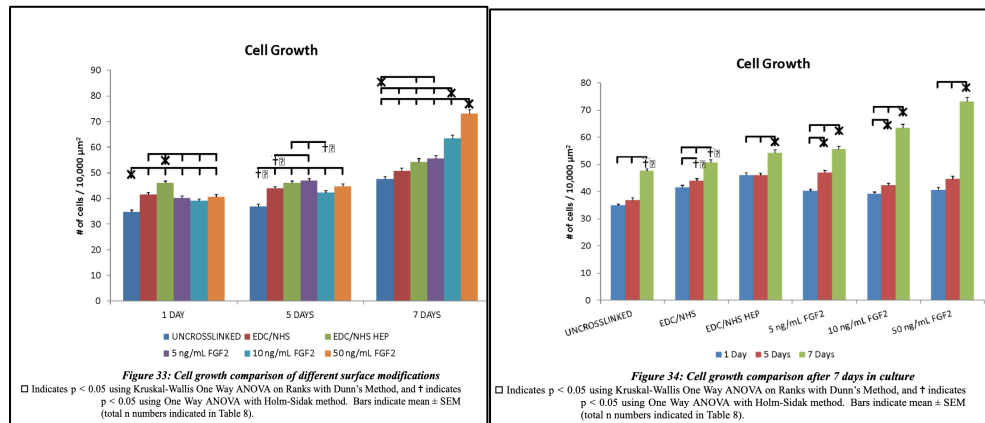 Cell Growth
90
80
70
60
50
40
30
20
10
0
# of cells / 10,000 µm²
†
†
†
1 DAY
5 DAYS
7 DAYS
UNCROSSLINKED
EDC/NHS
EDC/NHS HEP
5 ng/mL FGF2
10 ng/mL FGF2
50 ng/mL FGF2
Figure 33: Cell growth comparison of different surface modifications
□ Indicates p < 0.05 using Kruskal-Wallis One Way ANOVA on Ranks with Dunn's Method, and † indicates
p < 0.05 using One Way ANOVA with Holm-Sidak method. Bars indicate mean ± SEM
(total n numbers indicated in Table 8).
Cell Growth
80
70
60
50
40
30
20
10
0
# of cells / 10,000 µm²
†
†
†
UNCROSSLINKED
EDC/NHS
EDC/NHS HEP
5 ng/mL FGF2
10 ng/mL FGF2
50 ng/mL FGF2
1 Day
5 Days
7 Days
Figure 34: Cell growth comparison after 7 days in culture
□ Indicates p < 0.05 using Kruskal-Wallis One Way ANOVA on Ranks with Dunn's Method, and † indicates
p < 0.05 using One Way ANOVA with Holm-Sidak method. Bars indicate mean ± SEM
(total n numbers indicated in Table 8).